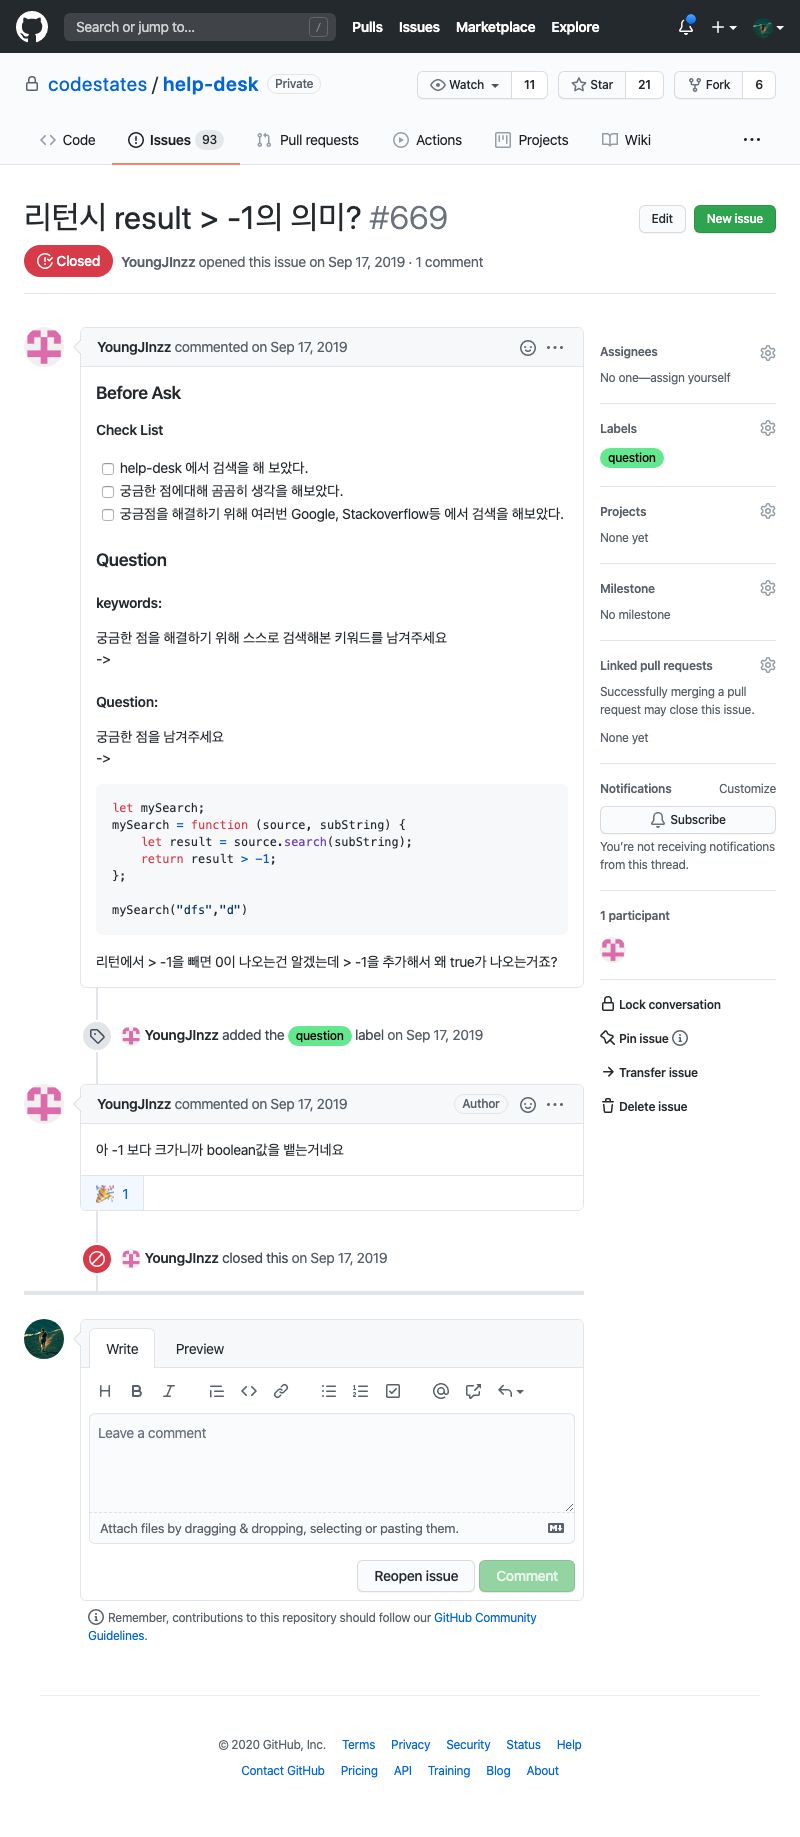 Search or jump to... /
Pulls Issues Marketplace Explore
codestates / help-desk Private
Watch 11 Star 21 Fork 6
Code Issues 93 Pull requests Actions Projects Wiki
리턴시 result > -1의 의미? #669
Edit New issue
Closed YoungJInzz opened this issue on Sep 17, 2019 · 1 comment
YoungJInzz commented on Sep 17, 2019
Before Ask
Check List
help-desk 에서 검색을 해 보았다.
궁금한 점에대해 곰곰히 생각을 해보았다.
궁금점을 해결하기 위해 여러번 Google, Stackoverflow등 에서 검색을 해보았다.
Question
keywords:
궁금한 점을 해결하기 위해 스스로 검색해본 키워드를 남겨주세요
->
Question:
궁금한 점을 남겨주세요
->
let mySearch;
mySearch = function (source, subString) {
let result = source.search(subString);
return result > -1;
};
mySearch("dfs","d")
리턴에서 > -1을 빼면 0이 나오는건 알겠는데 > -1을 추가해서 왜 true가 나오는거죠?
YoungJInzz added the question label on Sep 17, 2019
YoungJInzz commented on Sep 17, 2019 Author
아 -1 보다 크가니까 boolean값을 뱉는거네요
1
YoungJInzz closed this on Sep 17, 2019
Write Preview
Leave a comment
Attach files by dragging & dropping, selecting or pasting them.
Reopen issue Comment
Remember, contributions to this repository should follow our GitHub Community
Guidelines.
Assignees
No one—assign yourself
Labels
question
Projects
None yet
Milestone
No milestone
Linked pull requests
Successfully merging a pull
request may close this issue.
None yet
Notifications Customize
Subscribe
You're not receiving notifications
from this thread.
1 participant
Lock conversation
Pin issue
Transfer issue
Delete issue
© 2020 GitHub, Inc. Terms Privacy Security Status Help
Contact GitHub Pricing API Training Blog About